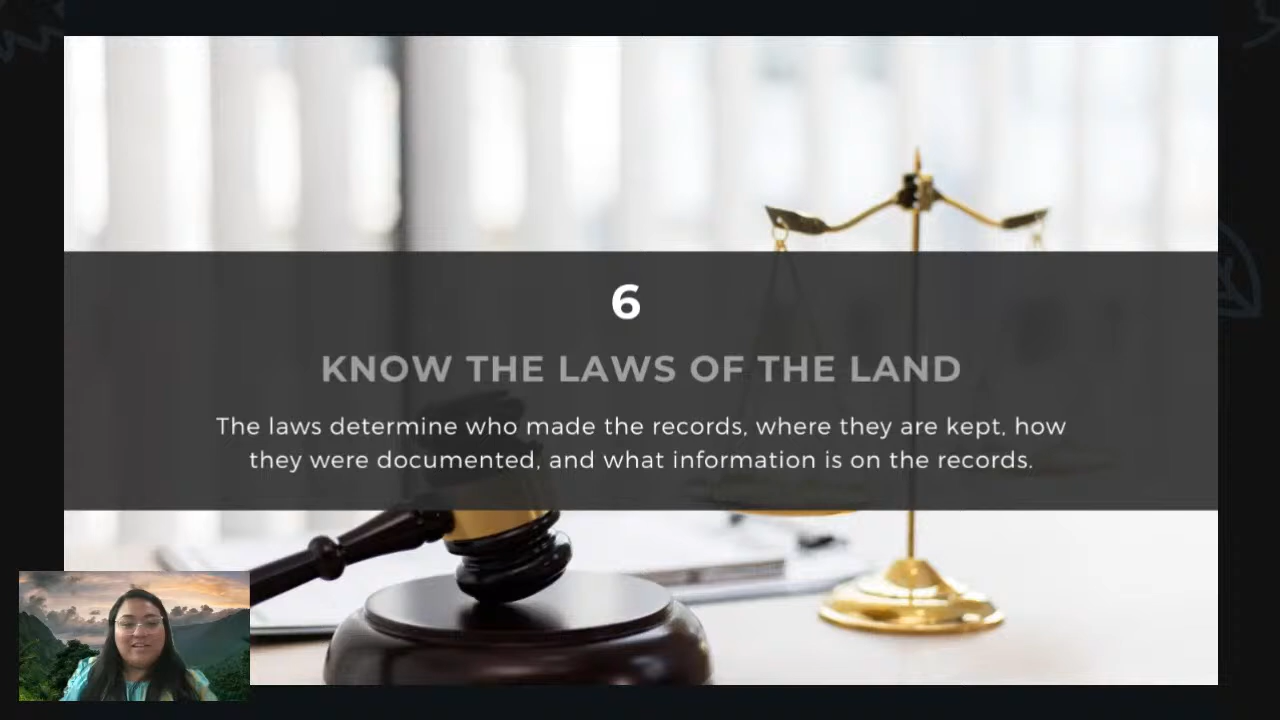 6
KNOW THE LAWS OF THE LAND
The laws determine who made the records, where they are kept, how
they were documented, and what information is on the records.